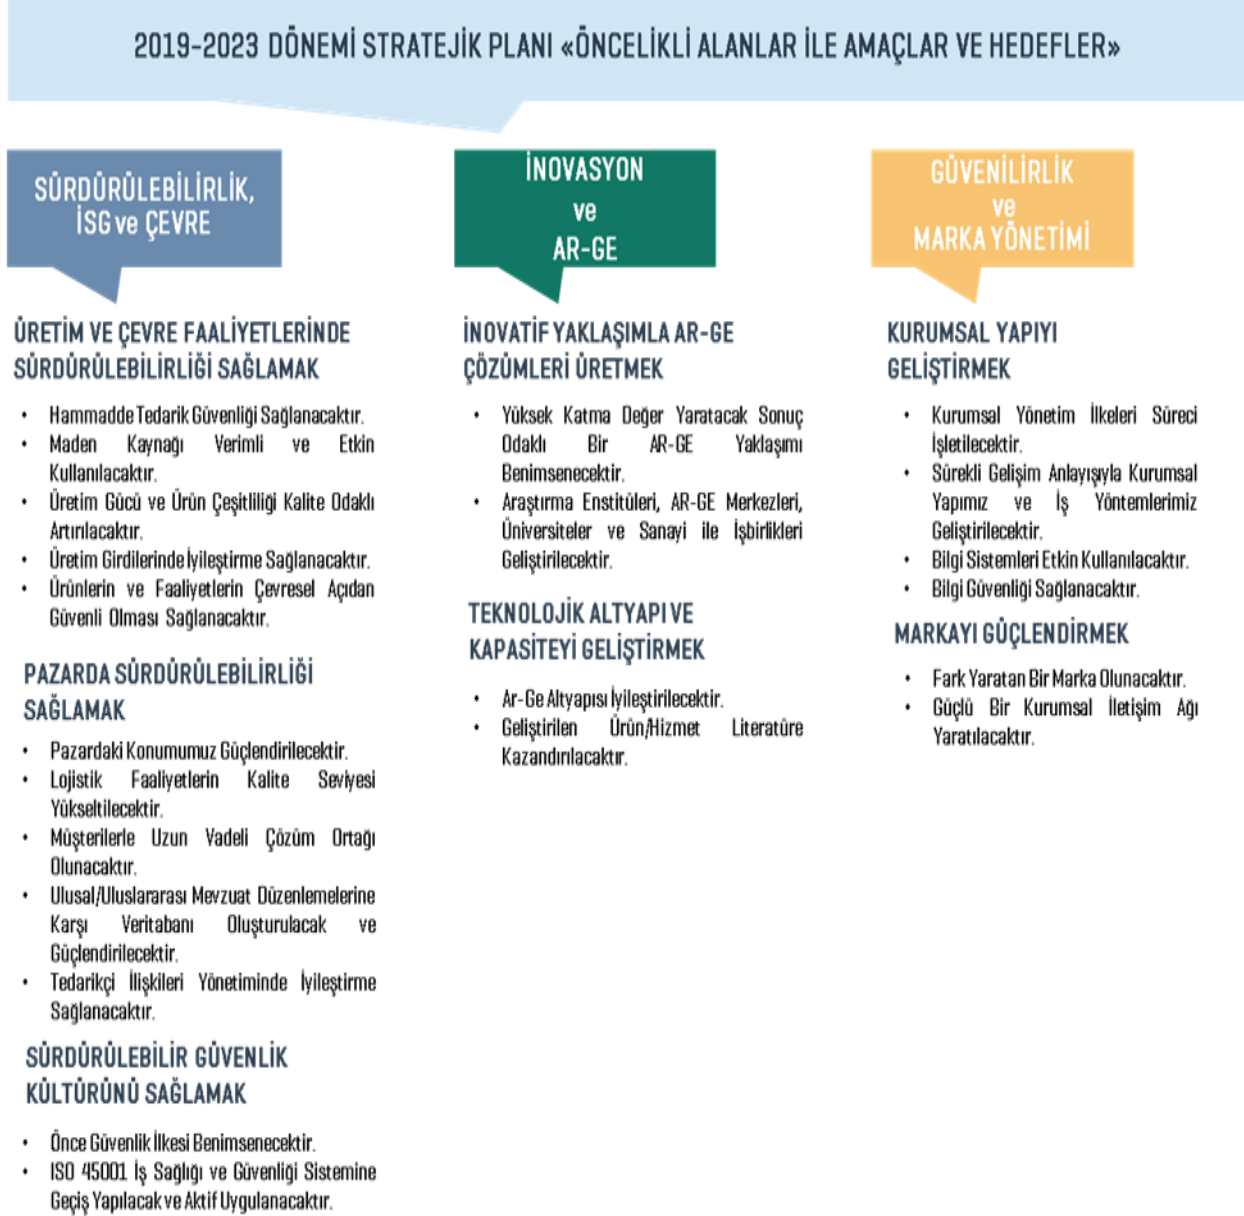 2019-2023 DÖNEMİ STRATEJİK PLANI «ÖNCELİKLİ ALANLAR İLE AMAÇLAR VE HEDEFLER»
SÜRDÜRÜLEBİLİRLİK,
İSG ve ÇEVRE
ÜRETİM VE ÇEVRE FAALİYETLERİNDE
SÜRDÜRÜLEBİLİRLİĞİ SAĞLAMAK
• Hammadde Tedarik Güvenliği Sağlanacaktır.
• Maden Kaynağı Verimli ve Etkin
Kullanılacaktır.
• Üretim Gücü ve Ürün Çeşitliliği Kalite Odaklı
Artırılacaktır.
• Üretim Girdilerinde İyileştirme Sağlanacaktır.
• Ürünlerin ve Faaliyetlerin Çevresel Açıdan
Güvenli Olması Sağlanacaktır.
PAZARDA SÜRDÜRÜLEBİLİRLİĞİ
SAĞLAMAK
• Pazardaki Konumumuz Güçlendirilecektir.
• Lojistik Faaliyetlerin Kalite Seviyesi
Yükseltilecektir.
• Müşterilerle Uzun Vadeli Çözüm Ortağı
Olunacaktır.
• Ulusal/Uluslararası Mevzuat Düzenlemelerine
Karşı Veritabanı Oluşturulacak ve
Güçlendirilecektir.
• Tedarikçi İlişkileri Yönetiminde İyileştirme
Sağlanacaktır.
SÜRDÜRÜLEBİLİR GÜVENLİK
KÜLTÜRÜNÜ SAĞLAMAK
• Önce Güvenlik İlkesi Benimsenecektir.
• ISO 45001 İş Sağlığı ve Güvenliği Sistemine
Geçiş Yapılacak ve Aktif Uygulanacaktır.
İNOVASYON
ve
AR-GE
İNOVATİF YAKLAŞIMLA AR-GE
ÇÖZÜMLERİ ÜRETMEK
• Yüksek Katma Değer Yaratacak Sonuç
Odaklı Bir AR-GE Yaklaşımı
Benimsenecektir.
• Araştırma Enstitüleri, AR-GE Merkezleri,
Üniversiteler ve Sanayi ile İşbirlikleri
Geliştirilecektir.
TEKNOLOJİK ALTYAPI VE
KAPASİTEYİ GELİŞTİRMEK
• Ar-Ge Altyapısı İyileştirilecektir.
• Geliştirilen Ürün/Hizmet Literatüre
Kazandırılacaktır.
GÜVENİLİRLİK
ve
MARKA YÖNETİMİ
KURUMSAL YAPIYI
GELİŞTİRMEK
• Kurumsal Yönetim İlkeleri Süreci
İşletilecektir.
• Sürekli Gelişim Anlayışıyla Kurumsal
Yapımız ve İş Yöntemlerimiz
Geliştirilecektir.
• Bilgi Sistemleri Etkin Kullanılacaktır.
• Bilgi Güvenliği Sağlanacaktır.
MARKAYI GÜÇLENDİRMEK
• Fark Yaratan Bir Marka Olunacaktır.
• Güçlü Bir Kurumsal İletişim Ağı
Yaratılacaktır.